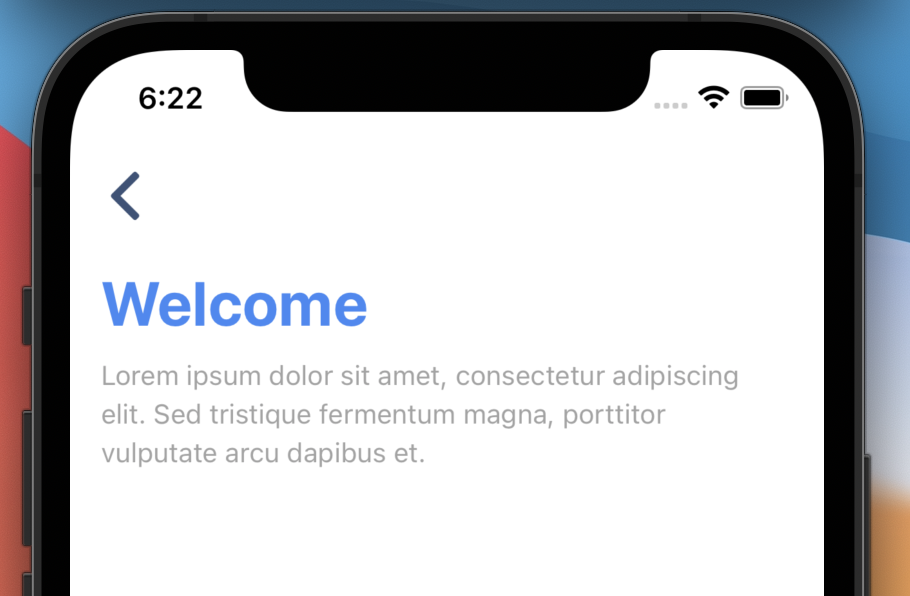 6:22
Welcome
Lorem ipsum dolor sit amet, consectetur adipiscing
elit. Sed tristique fermentum magna, porttitor
vulputate arcu dapibus et.